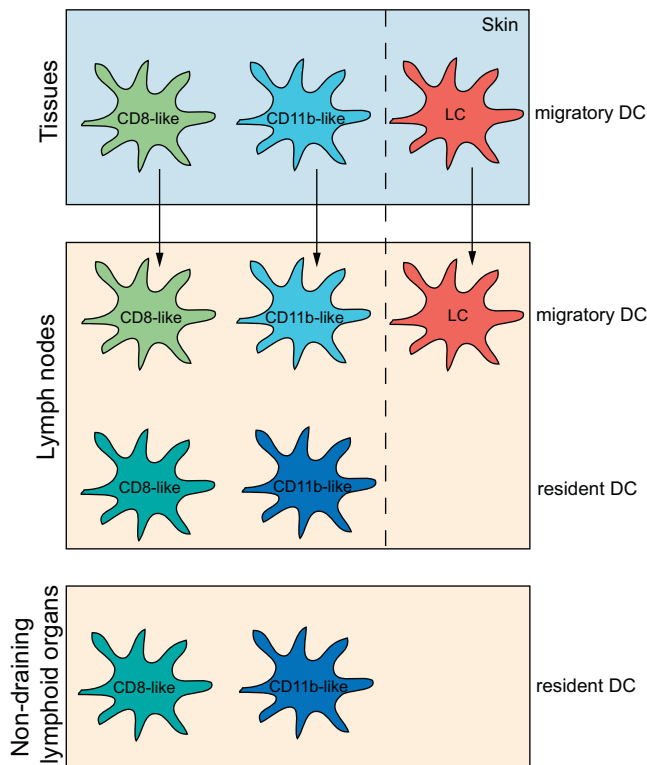 Skin
Tissues
CD8-like
CD11b-like
LC
migratory DC
Lymph nodes
CD8-like
CD11b-like
LC
migratory DC
CD8-like
CD11b-like
resident DC
Non-draining
lymphoid organs
CD8-like
CD11b-like
resident DC